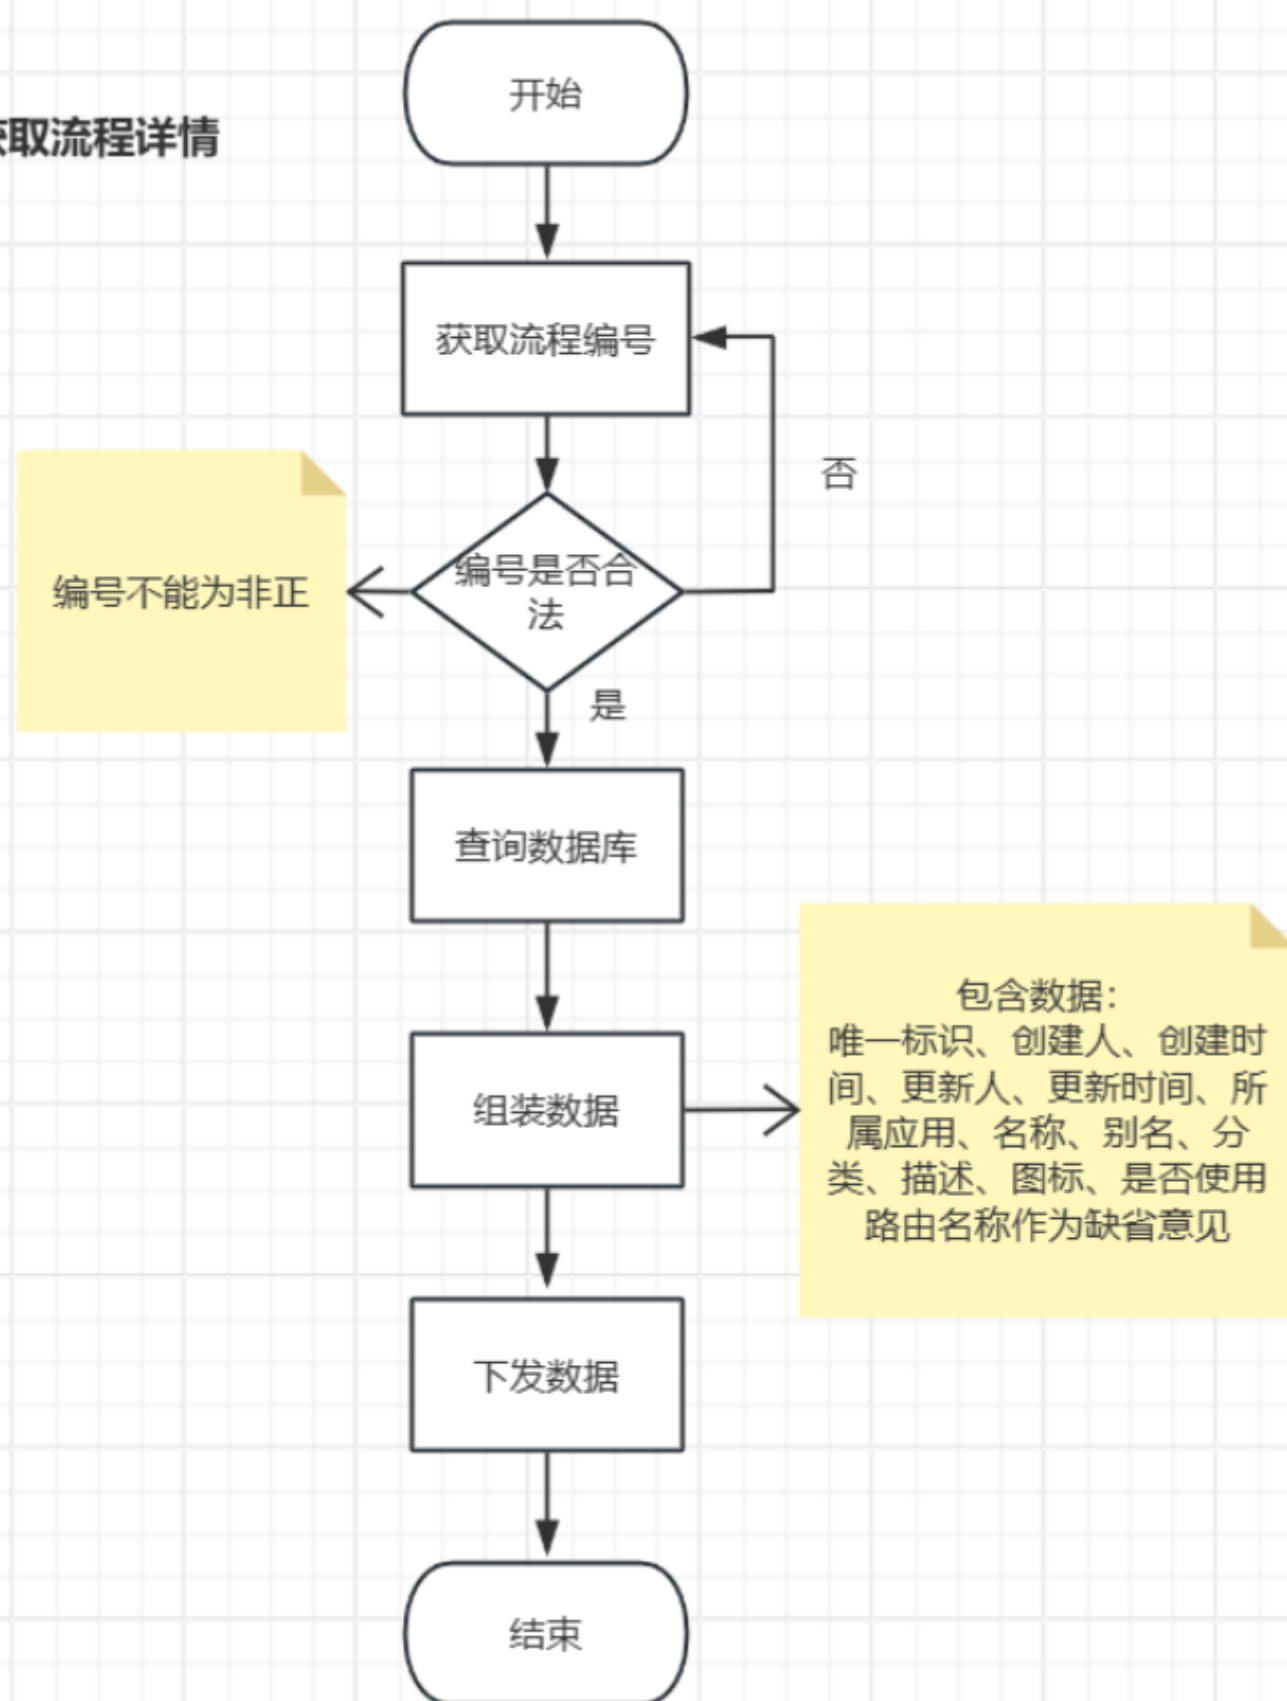 开始
取流程详情
获取流程编号
否
编号是否合
法
编号不能为非正
是
查询数据库
包含数据：
唯一标识、创建人、创建时
间、更新人、更新时间、所
属应用、名称、别名、分
类、描述、图标、是否使用
路由名称作为缺省意见
组装数据
下发数据
结束